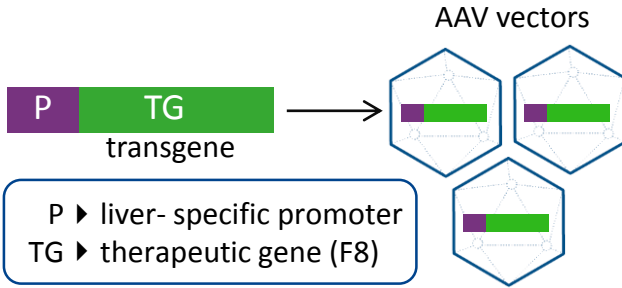 AAV vectors
P TG
transgene
P ▶ liver- specific promoter
TG ▶ therapeutic gene (F8)